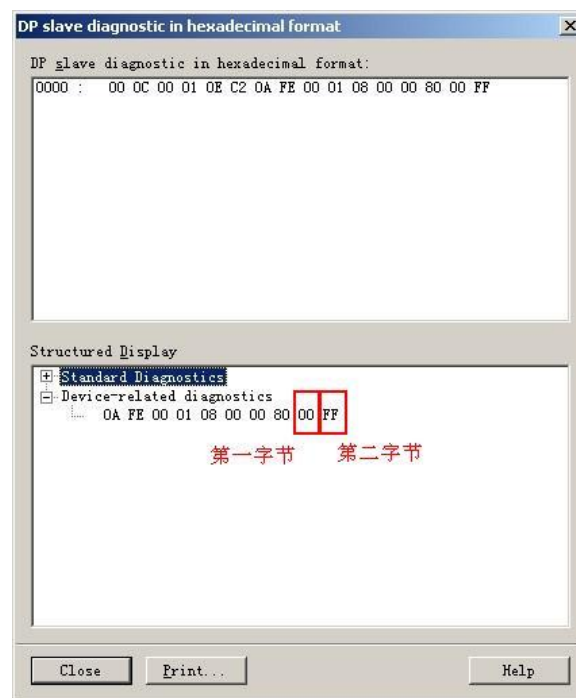 DP slave diagnostic in hexadecimal format
DP slave diagnostic in hexadecimal format:
0000 : 00 0C 00 01 0E C2 0A FE 00 01 08 00 00 80 00 FF
Structured Display
Standard Diagnostics
Device-related diagnostics
0A FE 00 01 08 00 00 80 00 FF
第一字节 第二字节
Close Print... Help